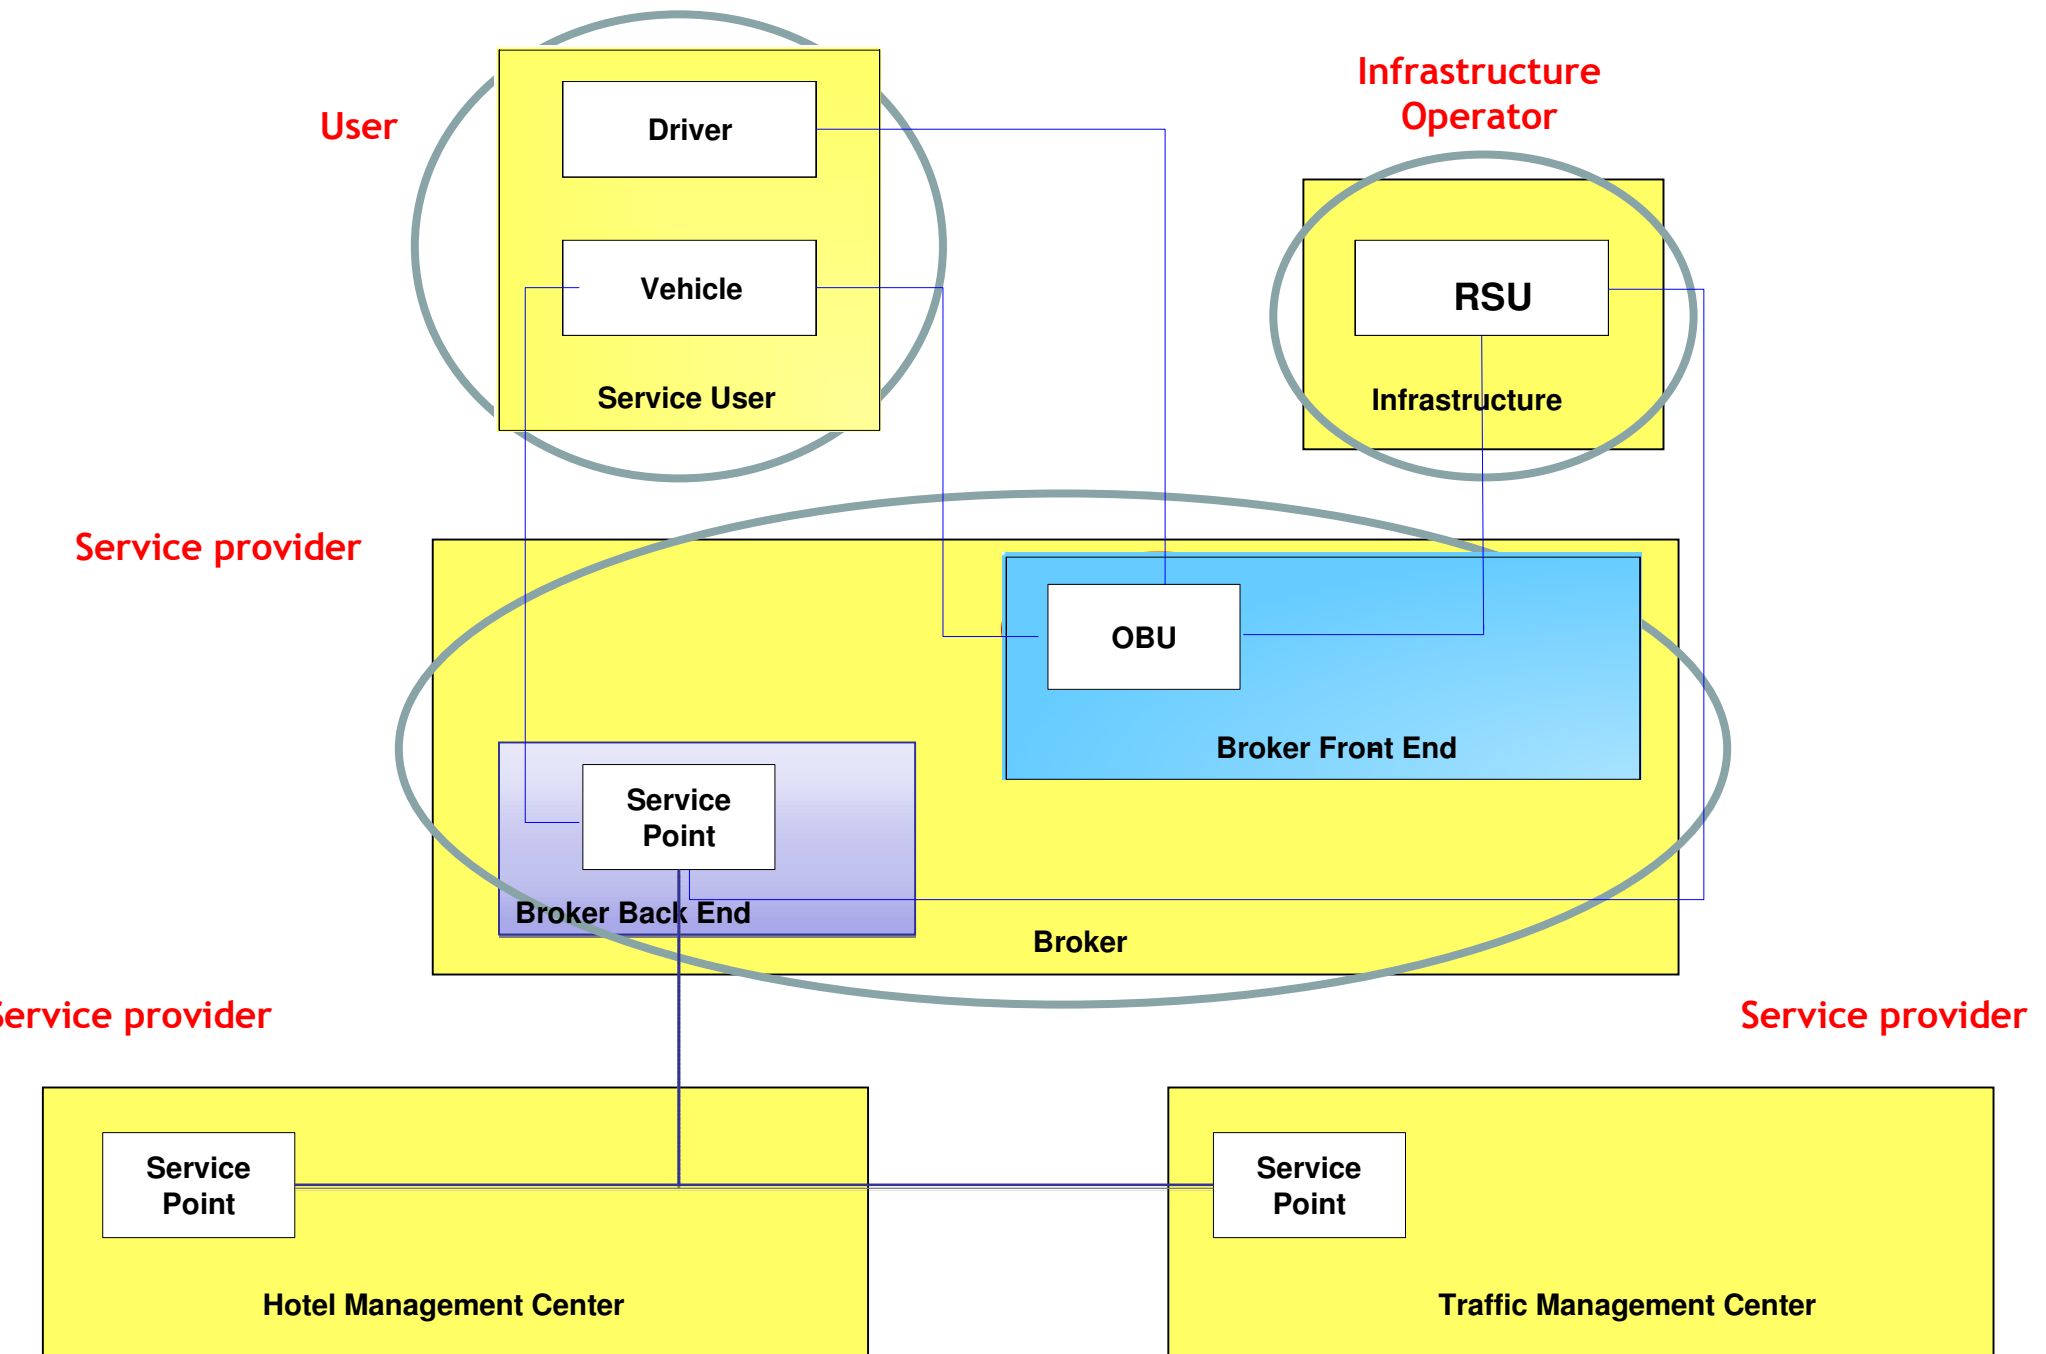 Infrastructure
Operator
User
Driver
Vehicle
RSU
Service User
Infrastructure
Service provider
OBU
Broker Front End
Service
Point
Broker Back End
Broker
Service provider
Service provider
Service
Point
Service
Point
Hotel Management Center
Traffic Management Center